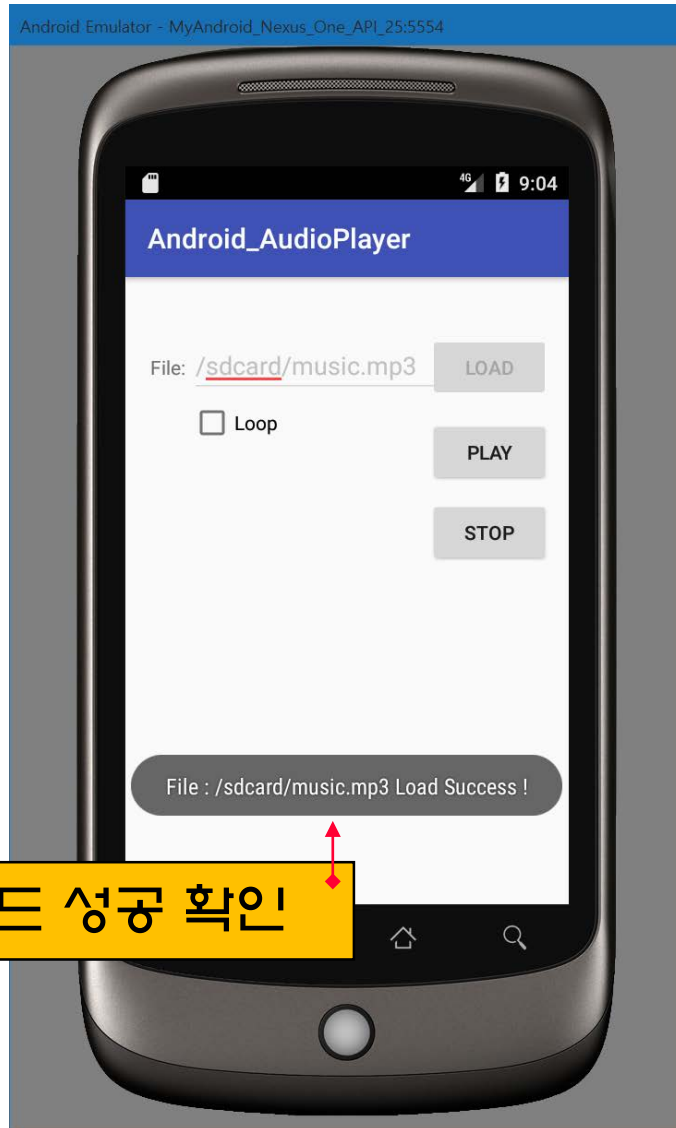 Android Emulator - MyAndroid_Nexus_One_API_25:5554
4G 9:04
Android_AudioPlayer
File: /sdcard/music.mp3 LOAD
Loop
PLAY
STOP
File : /sdcard/music.mp3 Load Success !
드 성공 확인